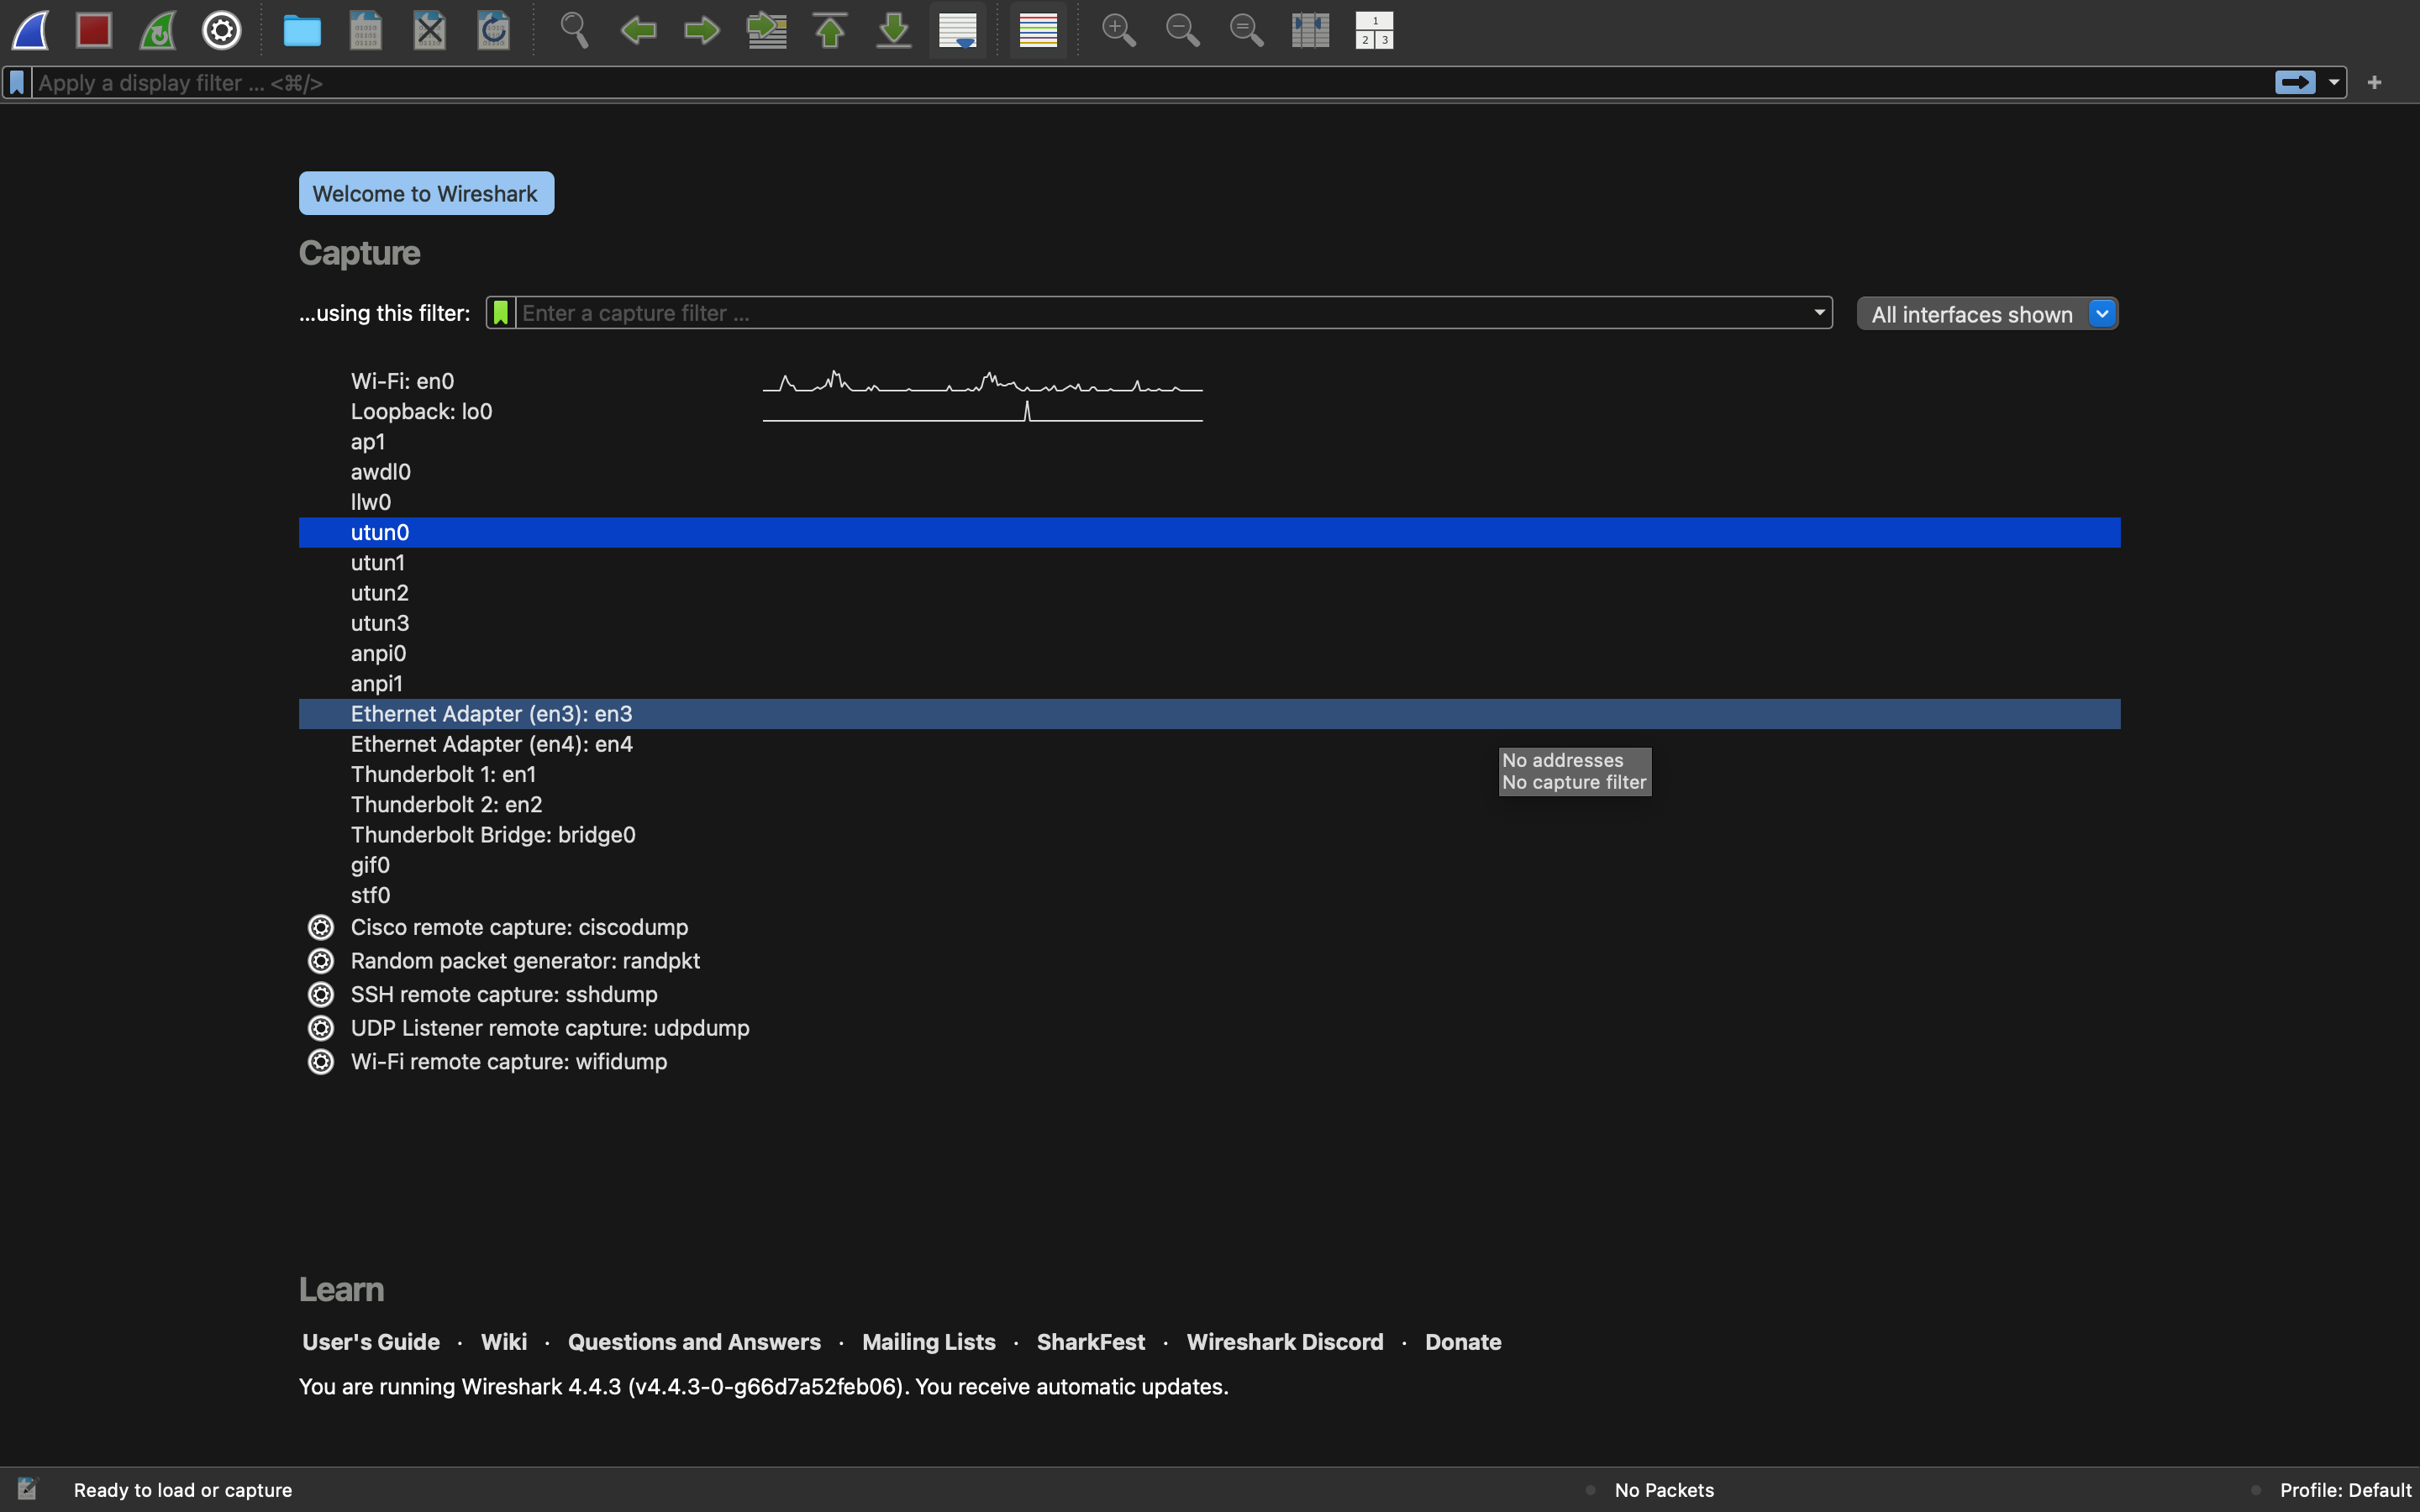 1
2 3
Apply a display filter ... <⌘/>
+
Welcome to Wireshark
Capture
...using this filter:
Enter a capture filter ...
All interfaces shown
Wi-Fi: en0
Loopback: lo0
ap1
awdl0
llw0
utun0
utun1
utun2
utun3
anpi0
anpi1
Ethernet Adapter (en3): en3
Ethernet Adapter (en4): en4
No addresses
No capture filter
Thunderbolt 1: en1
Thunderbolt 2: en2
Thunderbolt Bridge: bridge0
gif0
stf0
Cisco remote capture: ciscodump
Random packet generator: randpkt
SSH remote capture: sshdump
UDP Listener remote capture: udpdump
Wi-Fi remote capture: wifidump
Learn
User's Guide · Wiki · Questions and Answers · Mailing Lists · SharkFest · Wireshark Discord · Donate
You are running Wireshark 4.4.3 (v4.4.3-0-g66d7a52feb06). You receive automatic updates.
Ready to load or capture
No Packets
Profile: Default